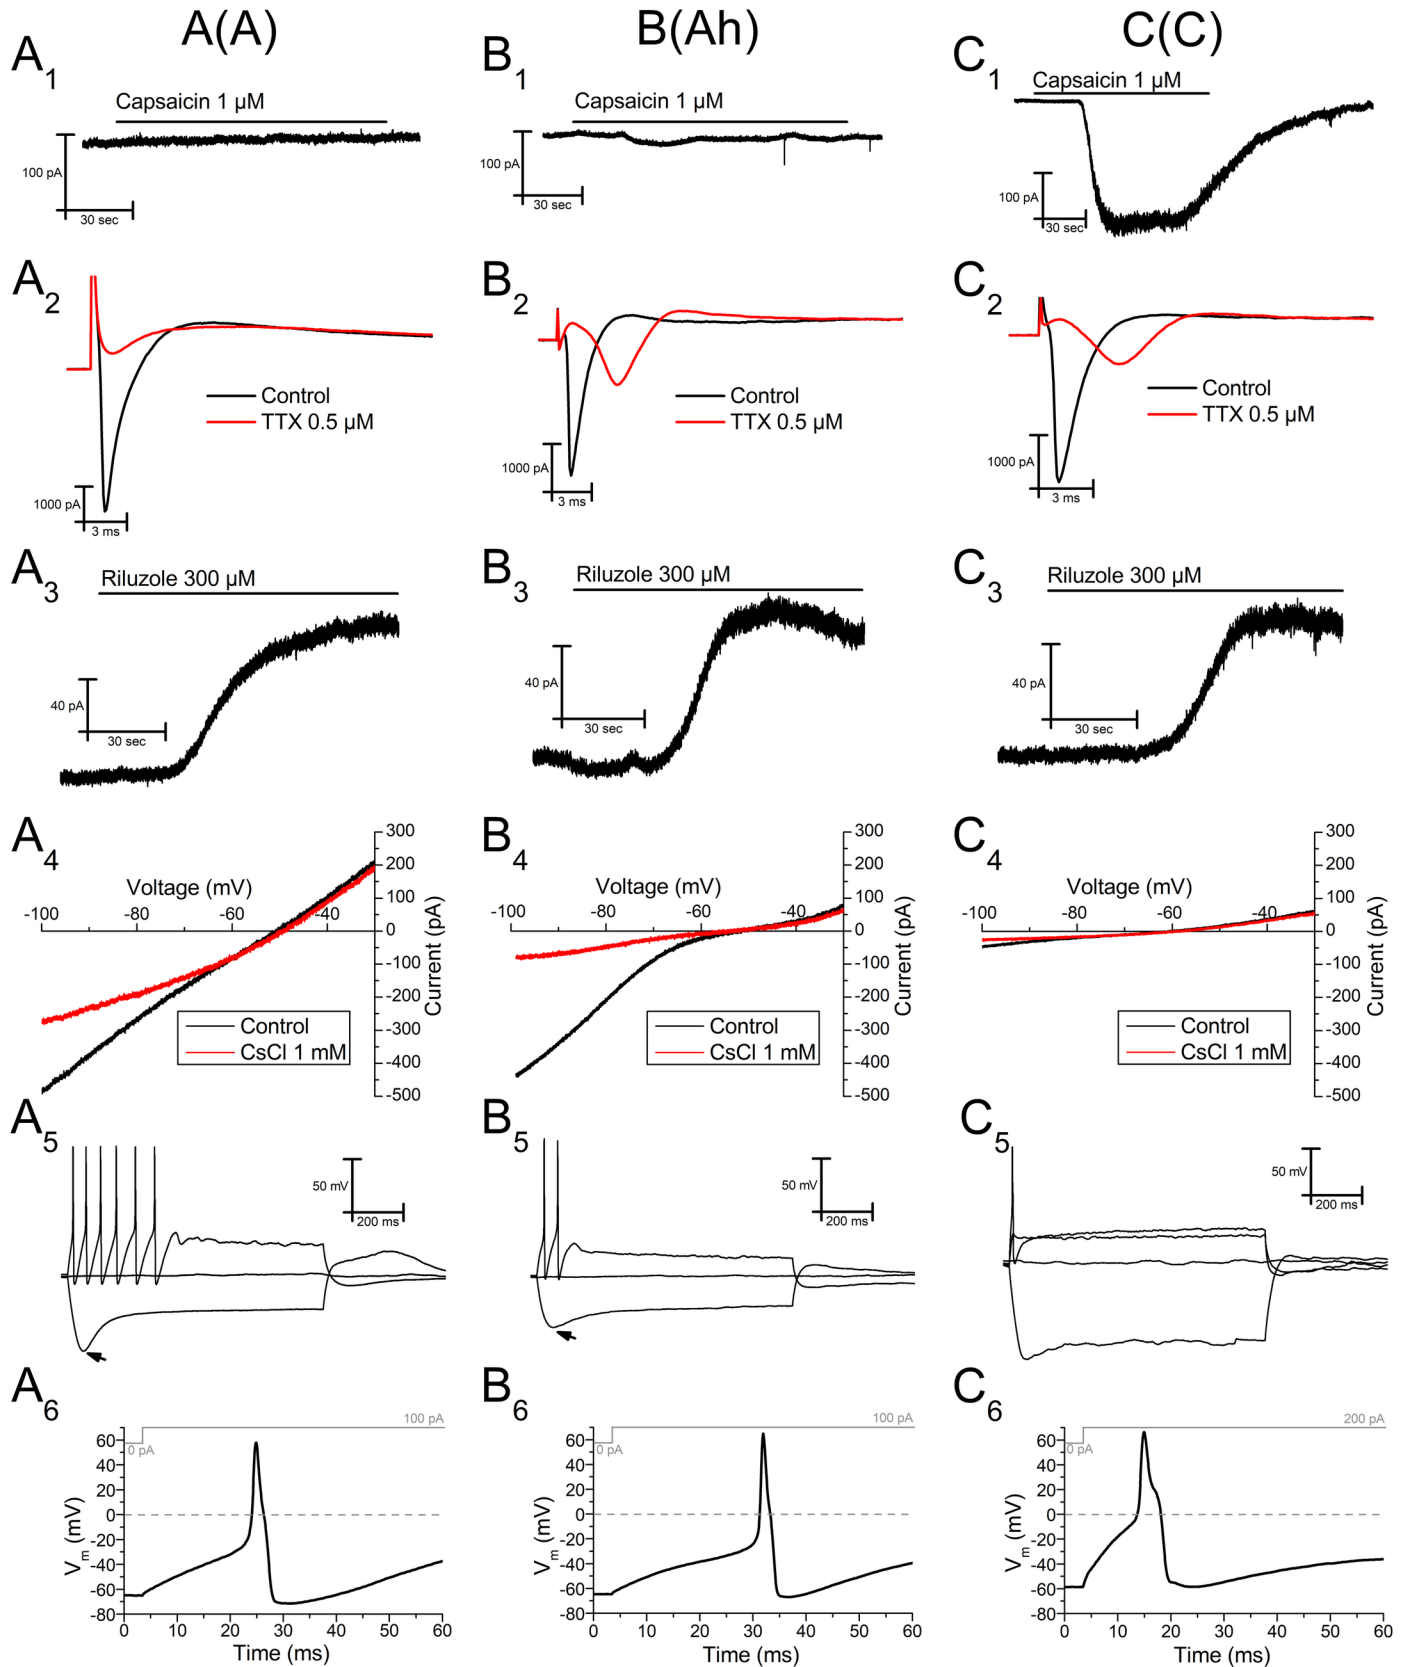 A(A)
B(Ah)
C(C)
A1
Capsaicin 1 µM
100 pA
30 sec
B1
Capsaicin 1 µM
100 pA
30 sec
C1
Capsaicin 1 µM
100 pA
30 sec
A2
Control
TTX 0.5 µM
1000 pA
3 ms
B2
Control
TTX 0.5 µM
1000 pA
3 ms
C2
Control
TTX 0.5 µM
1000 pA
3 ms
A3
Riluzole 300 µM
40 pA
30 sec
B3
Riluzole 300 µM
40 pA
30 sec
C3
Riluzole 300 µM
40 pA
30 sec
A4
Voltage (mV)
-100 -80 -60 -40
300
200
100
0
-100
-200
-300
-400
-500
Current (pA)
Control
CsCl 1 mM
B4
Voltage (mV)
-100 -80 -60 -40
300
200
100
0
-100
-200
-300
-400
-500
Current (pA)
Control
CsCl 1 mM
C4
Voltage (mV)
-100 -80 -60 -40
300
200
100
0
-100
-200
-300
-400
-500
Current (pA)
Control
CsCl 1 mM
A5
50 mV
200 ms
B5
50 mV
200 ms
C5
50 mV
200 ms
A6
100 pA
0 pA
60
40
20
0
-20
-40
-60
-80
Vm (mV)
0 10 20 30 40 50 60
Time (ms)
B6
100 pA
0 pA
60
40
20
0
-20
-40
-60
-80
Vm (mV)
0 10 20 30 40 50 60
Time (ms)
C6
200 pA
0 pA
60
40
20
0
-20
-40
-60
-80
Vm (mV)
0 10 20 30 40 50 60
Time (ms)